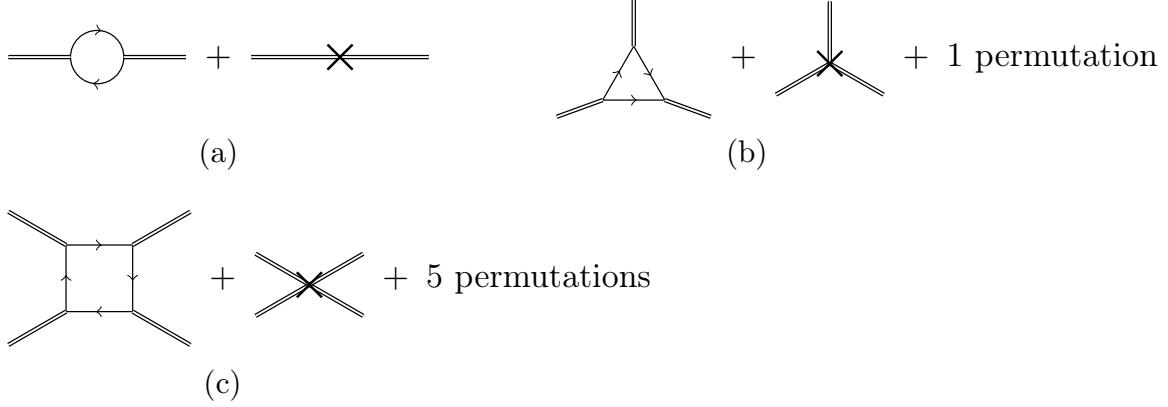 + + + 1 permutation
(a) (b)
+ + 5 permutations
(c)